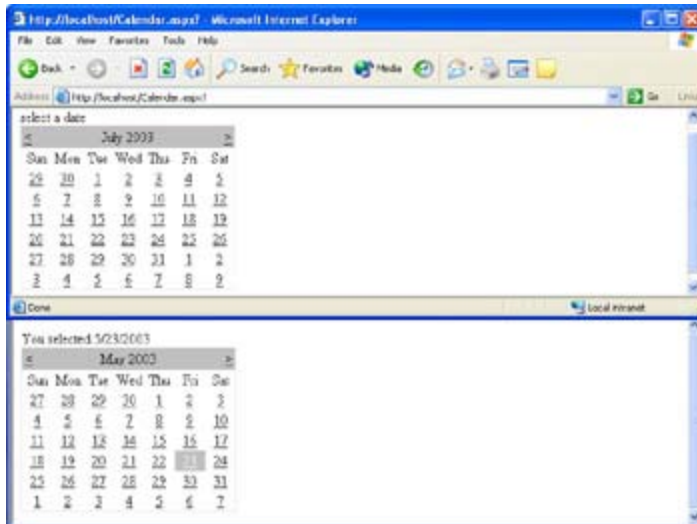 http://localhost/Calendar.aspx? - Microsoft Internet Explorer
File Edit View Favorites Tools Help
Back Search Favorites Media
Address http://localhost/Calendar.aspx? Go Links
select a date
< July 2003 >
Sun Mon Tue Wed Thu Fri Sat
29 30 1 2 3 4 5
6 7 8 9 10 11 12
13 14 15 16 17 18 19
20 21 22 23 24 25 26
27 28 29 30 31 1 2
3 4 5 6 7 8 9
Done Local intranet
You selected 5/23/2003
< May 2003 >
Sun Mon Tue Wed Thu Fri Sat
27 28 29 30 1 2 3
4 5 6 7 8 9 10
11 12 13 14 15 16 17
18 19 20 21 22 23 24
25 26 27 28 29 30 31
1 2 3 4 5 6 7